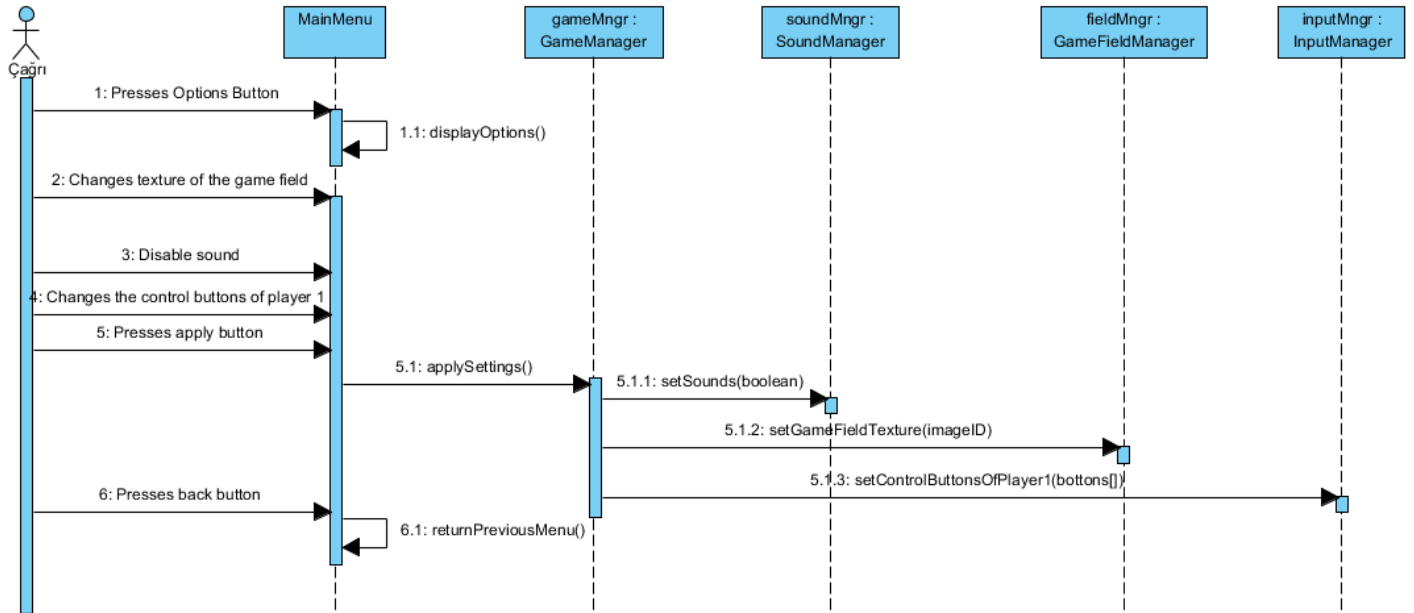 MainMenu
gameMngr :
GameManager
soundMngr :
SoundManager
fieldMngr :
GameFieldManager
inputMngr :
InputManager
Çağrı
1: Presses Options Button
1.1: displayOptions()
2: Changes texture of the game field
3: Disable sound
4: Changes the control buttons of player 1
5: Presses apply button
5.1: applySettings()
5.1.1: setSounds(boolean)
5.1.2: setGameFieldTexture(imageID)
5.1.3: setControlButtonsOfPlayer1(bottons[])
6: Presses back button
6.1: returnPreviousMenu()